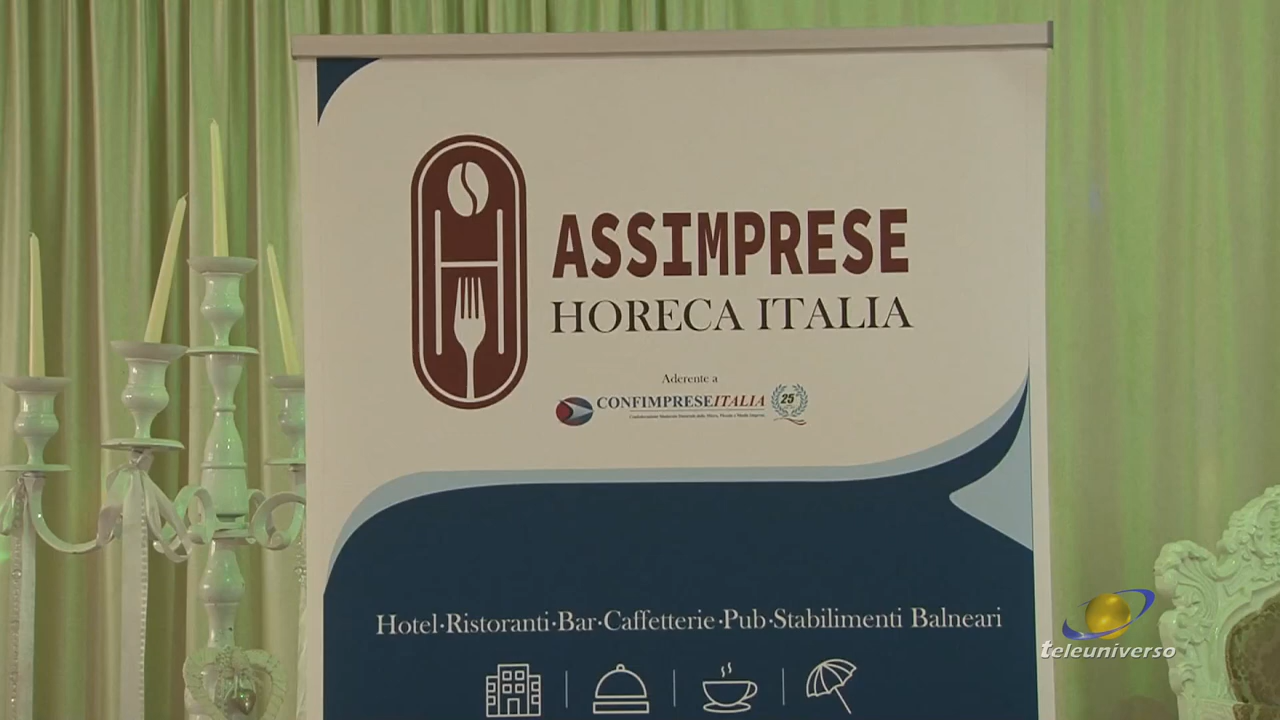 ASSIMPRESE
HORECA ITALIA
Aderente a
CONFIMPRESEITALIA
25
Hotel·Ristoranti·Bar·Caffetterie·Pub·Stabilimenti Balneari
teleuniverso